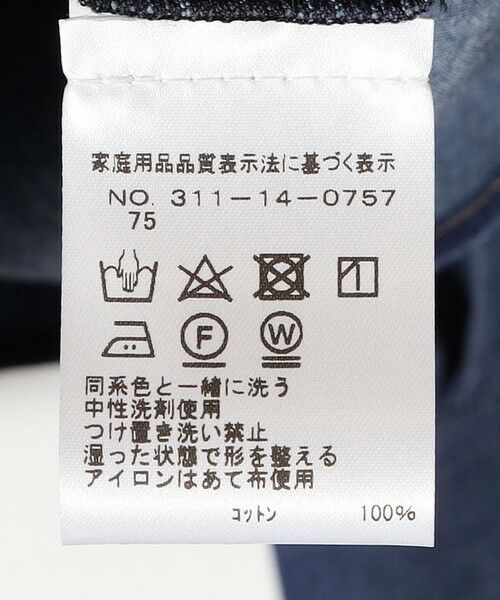 家庭用品品質表示法に基づく表示
NO. 311-14-0757
75
F W
同系色と一緒に洗う
中性洗剤使用
つけ置き洗い禁止
湿った状態で形を整える
アイロンはあて布使用
コットン 100%